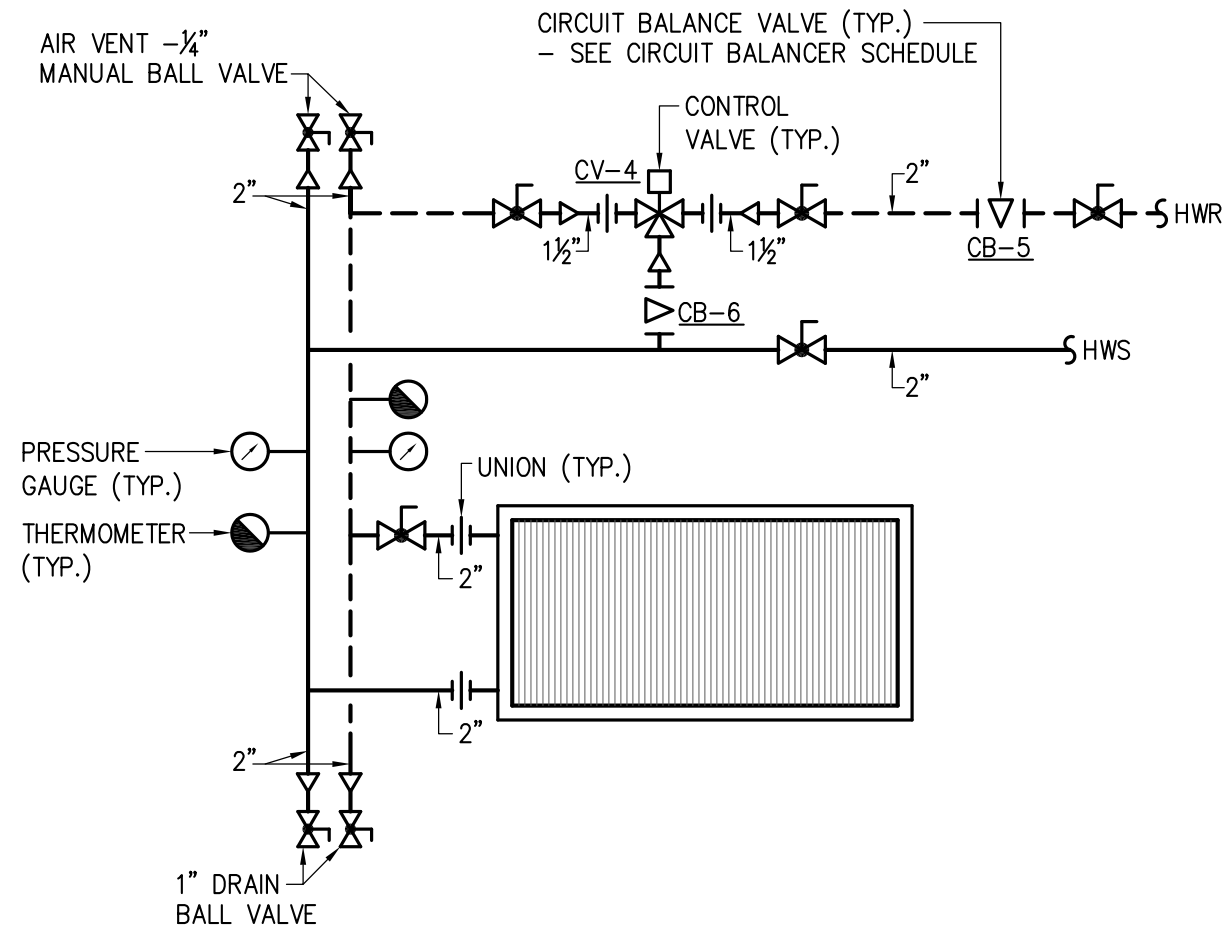 CIRCUIT BALANCE VALVE (TYP.)
– SEE CIRCUIT BALANCER SCHEDULE
AIR VENT –¼”
MANUAL BALL VALVE
CONTROL
VALVE (TYP.)
CV–4
2”
2”
HWR
1½”
1½”
CB–5
CB–6
HWS
2”
PRESSURE
GAUGE (TYP.)
UNION (TYP.)
THERMOMETER
(TYP.)
2”
2”
2”
1” DRAIN
BALL VALVE